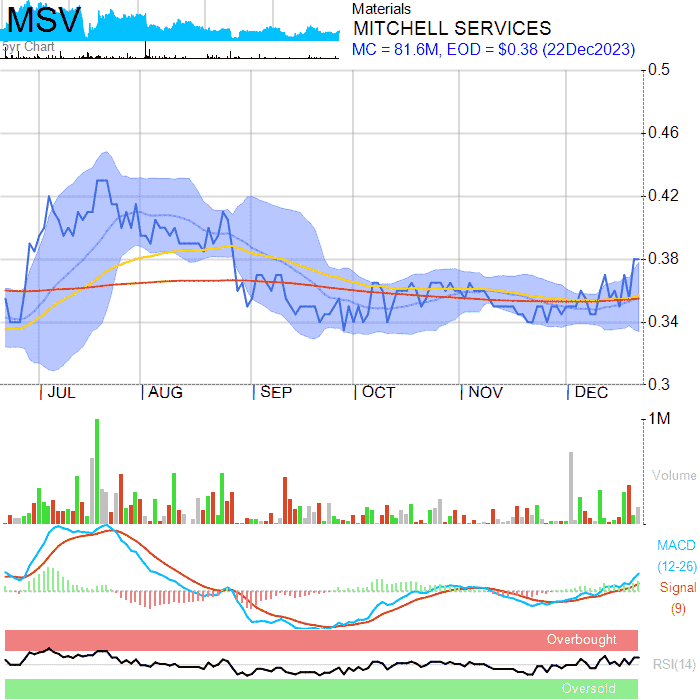 MSV
5yr Chart
Materials
MITCHELL SERVICES
MC = 81.6M, EOD = $0.38 (22Dec2023)
0.5
0.46
0.42
0.38
0.34
0.3
JUL AUG SEP OCT NOV DEC
1M
Volume
MACD
(12-26)
Signal
(9)
Overbought
RSI(14)
Oversold